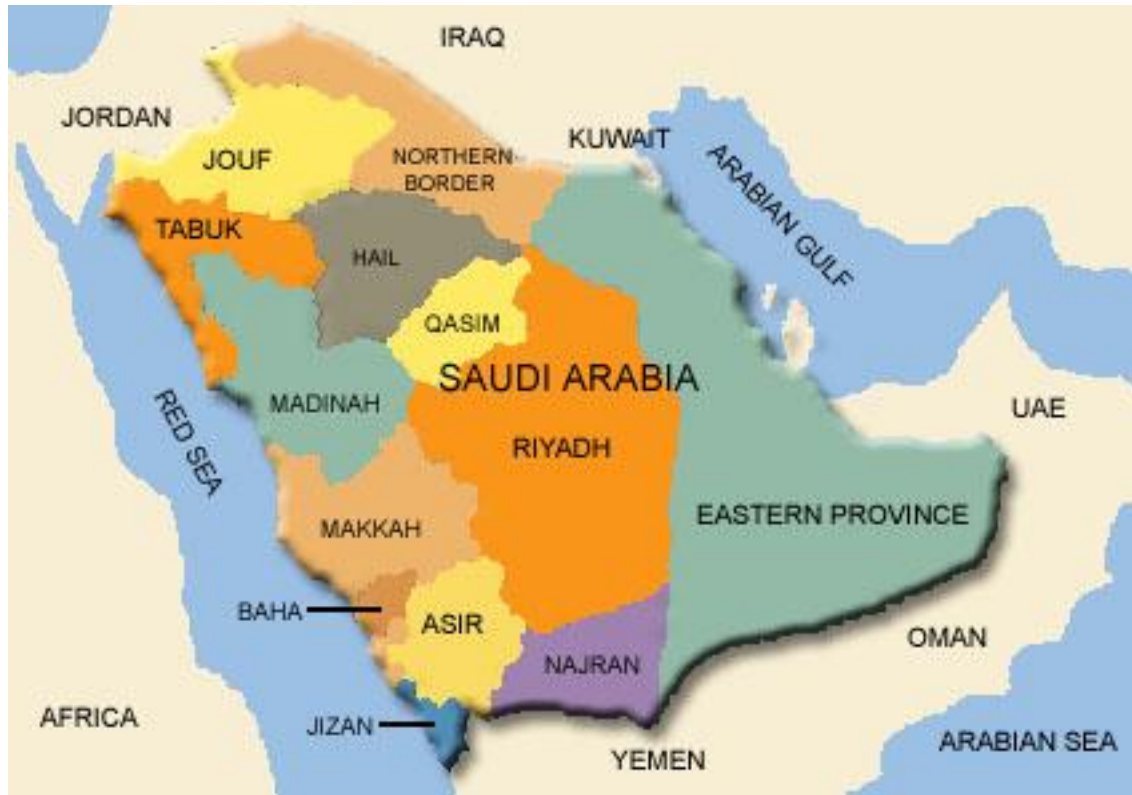 IRAQ
JORDAN
KUWAIT
JOUF
NORTHERN
BORDER
ARABIAN GULF
TABUK
HAIL
QASIM
SAUDI ARABIA
MADINAH
RED SEA
UAE
RIYADH
EASTERN PROVINCE
MAKKAH
BAHA
ASIR
OMAN
NAJRAN
AFRICA
JIZAN
ARABIAN SEA
YEMEN